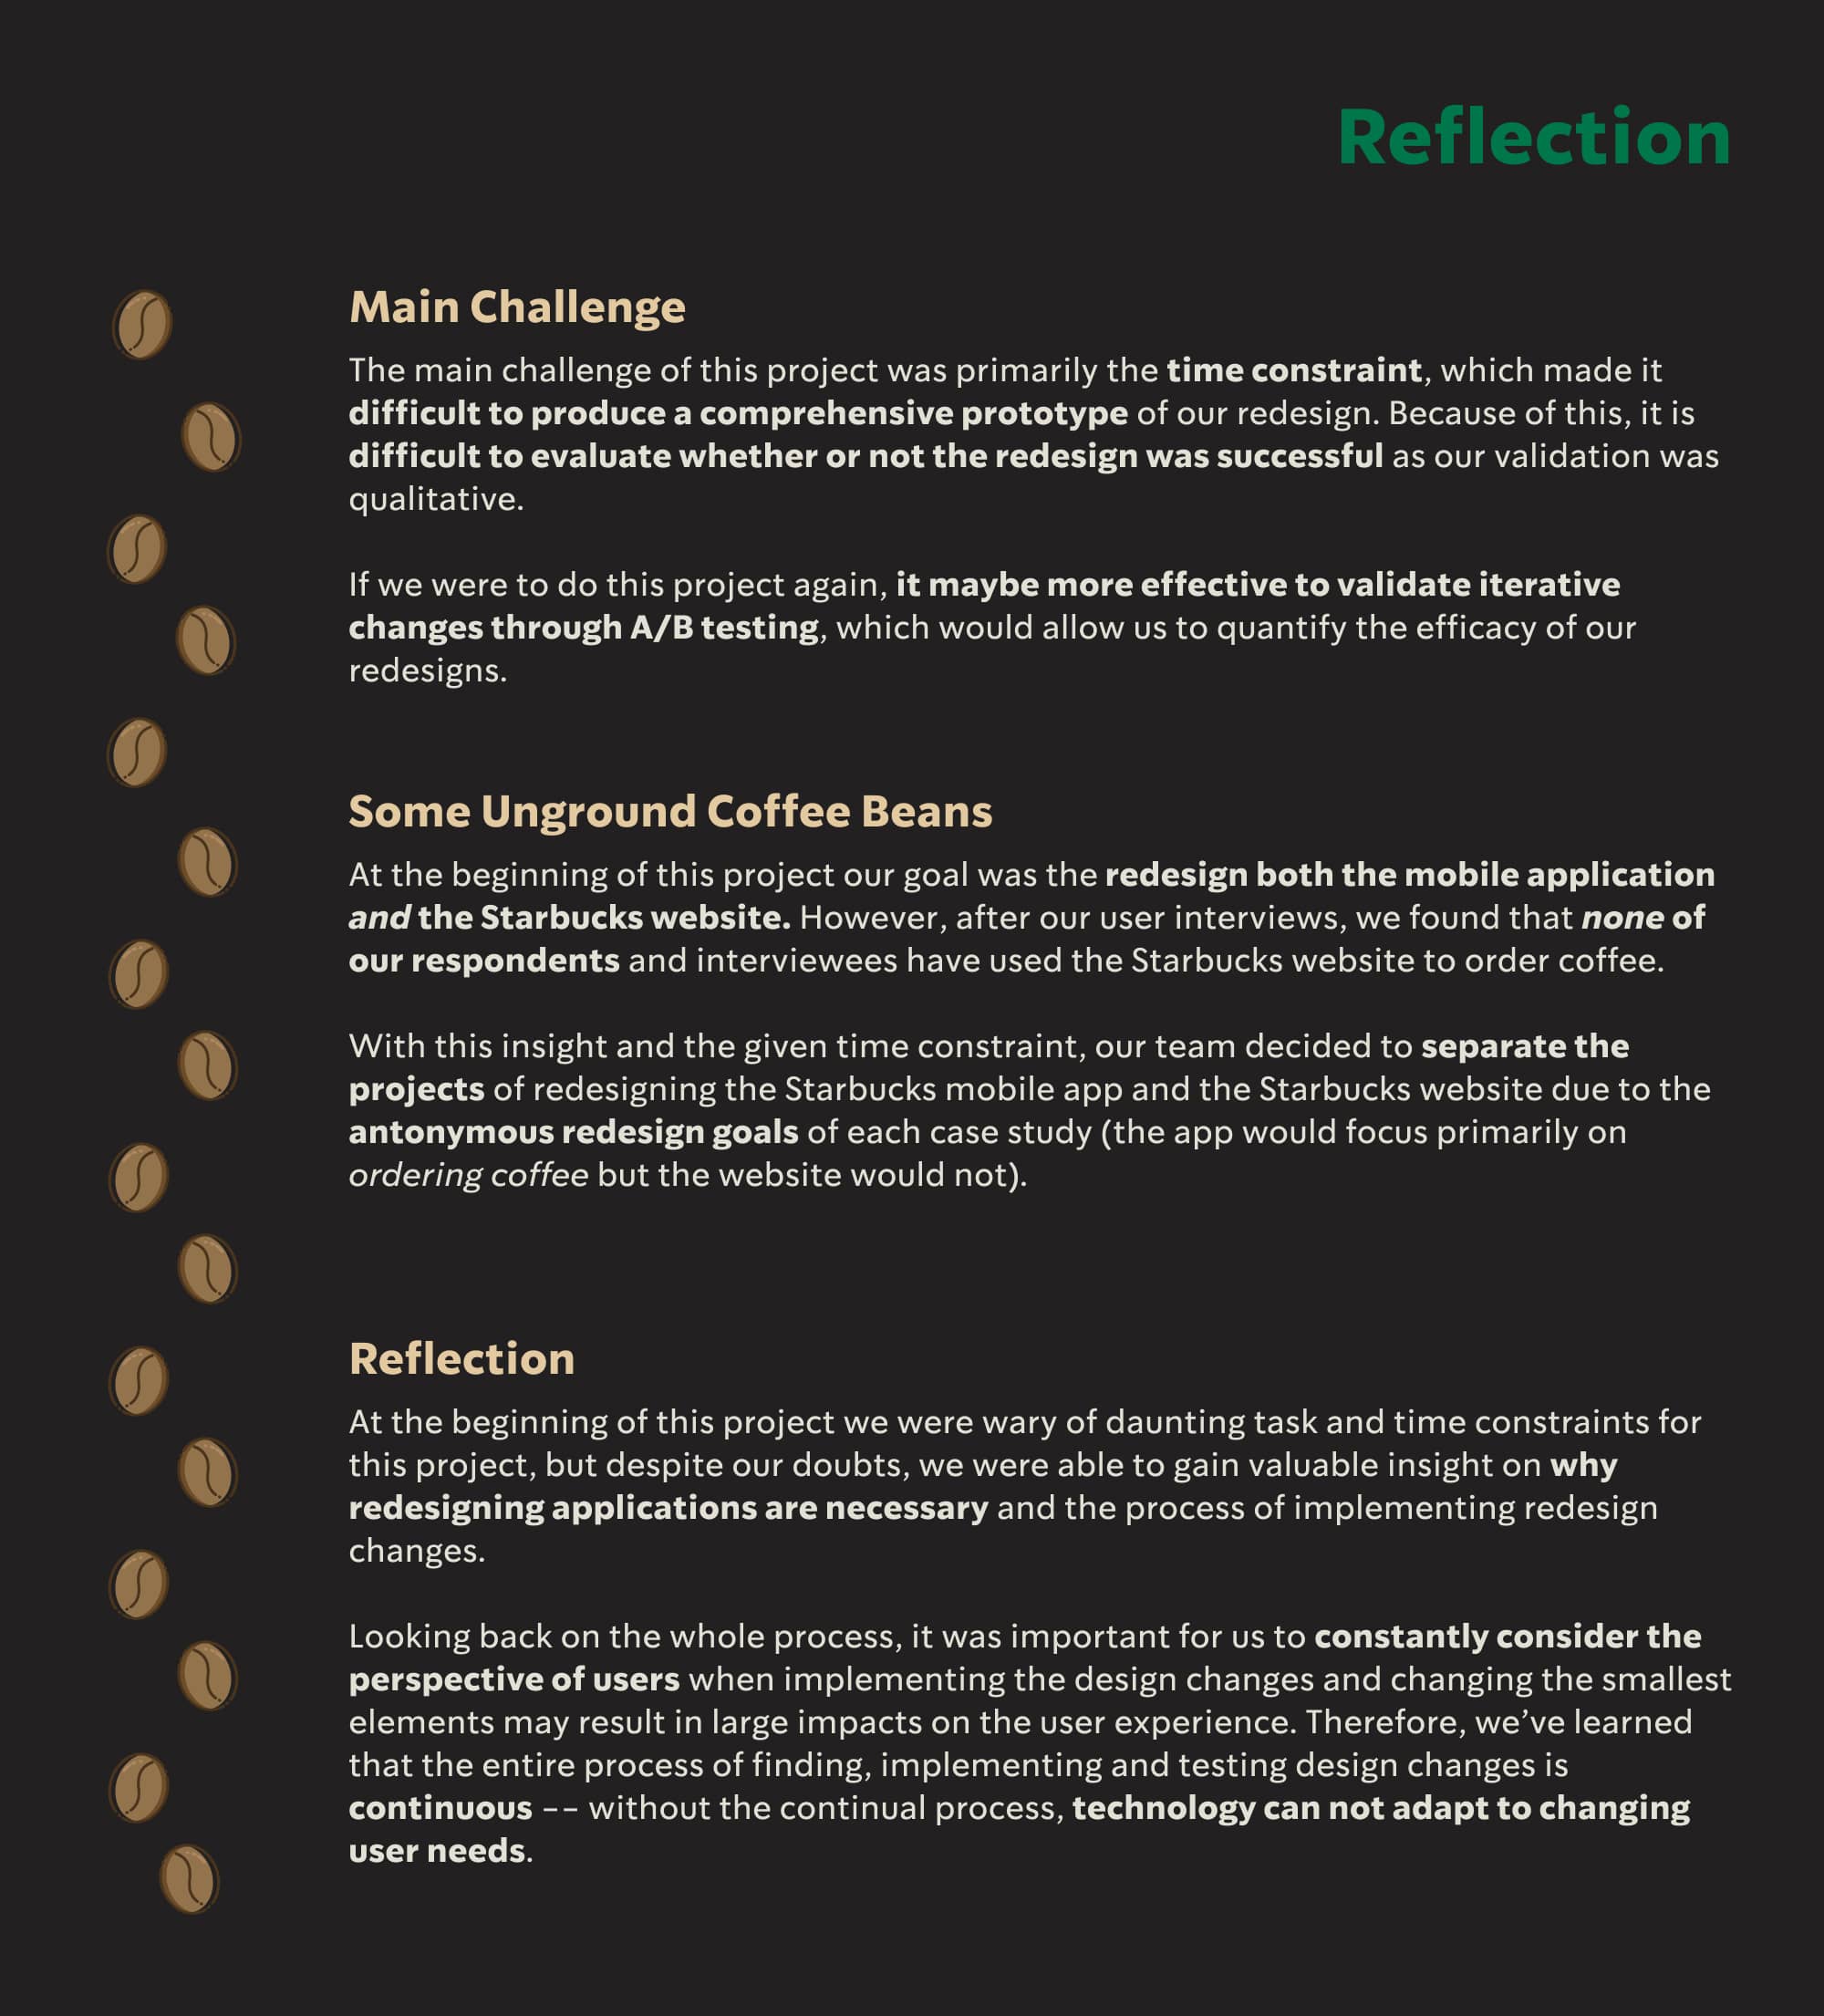 Reflection
Main Challenge
The main challenge of this project was primarily the time constraint, which made it
difficult to produce a comprehensive prototype of our redesign. Because of this, it is
difficult to evaluate whether or not the redesign was successful as our validation was
qualitative.
If we were to do this project again, it maybe more effective to validate iterative
changes through A/B testing, which would allow us to quantify the efficacy of our
redesigns.
Some Unground Coffee Beans
At the beginning of this project our goal was the redesign both the mobile application
and the Starbucks website. However, after our user interviews, we found that none of
our respondents and interviewees have used the Starbucks website to order coffee.
With this insight and the given time constraint, our team decided to separate the
projects of redesigning the Starbucks mobile app and the Starbucks website due to the
antonymous redesign goals of each case study (the app would focus primarily on
ordering coffee but the website would not).
Reflection
At the beginning of this project we were wary of daunting task and time constraints for
this project, but despite our doubts, we were able to gain valuable insight on why
redesigning applications are necessary and the process of implementing redesign
changes.
Looking back on the whole process, it was important for us to constantly consider the
perspective of users when implementing the design changes and changing the smallest
elements may result in large impacts on the user experience. Therefore, we’ve learned
that the entire process of finding, implementing and testing design changes is
continuous -- without the continual process, technology can not adapt to changing
user needs.